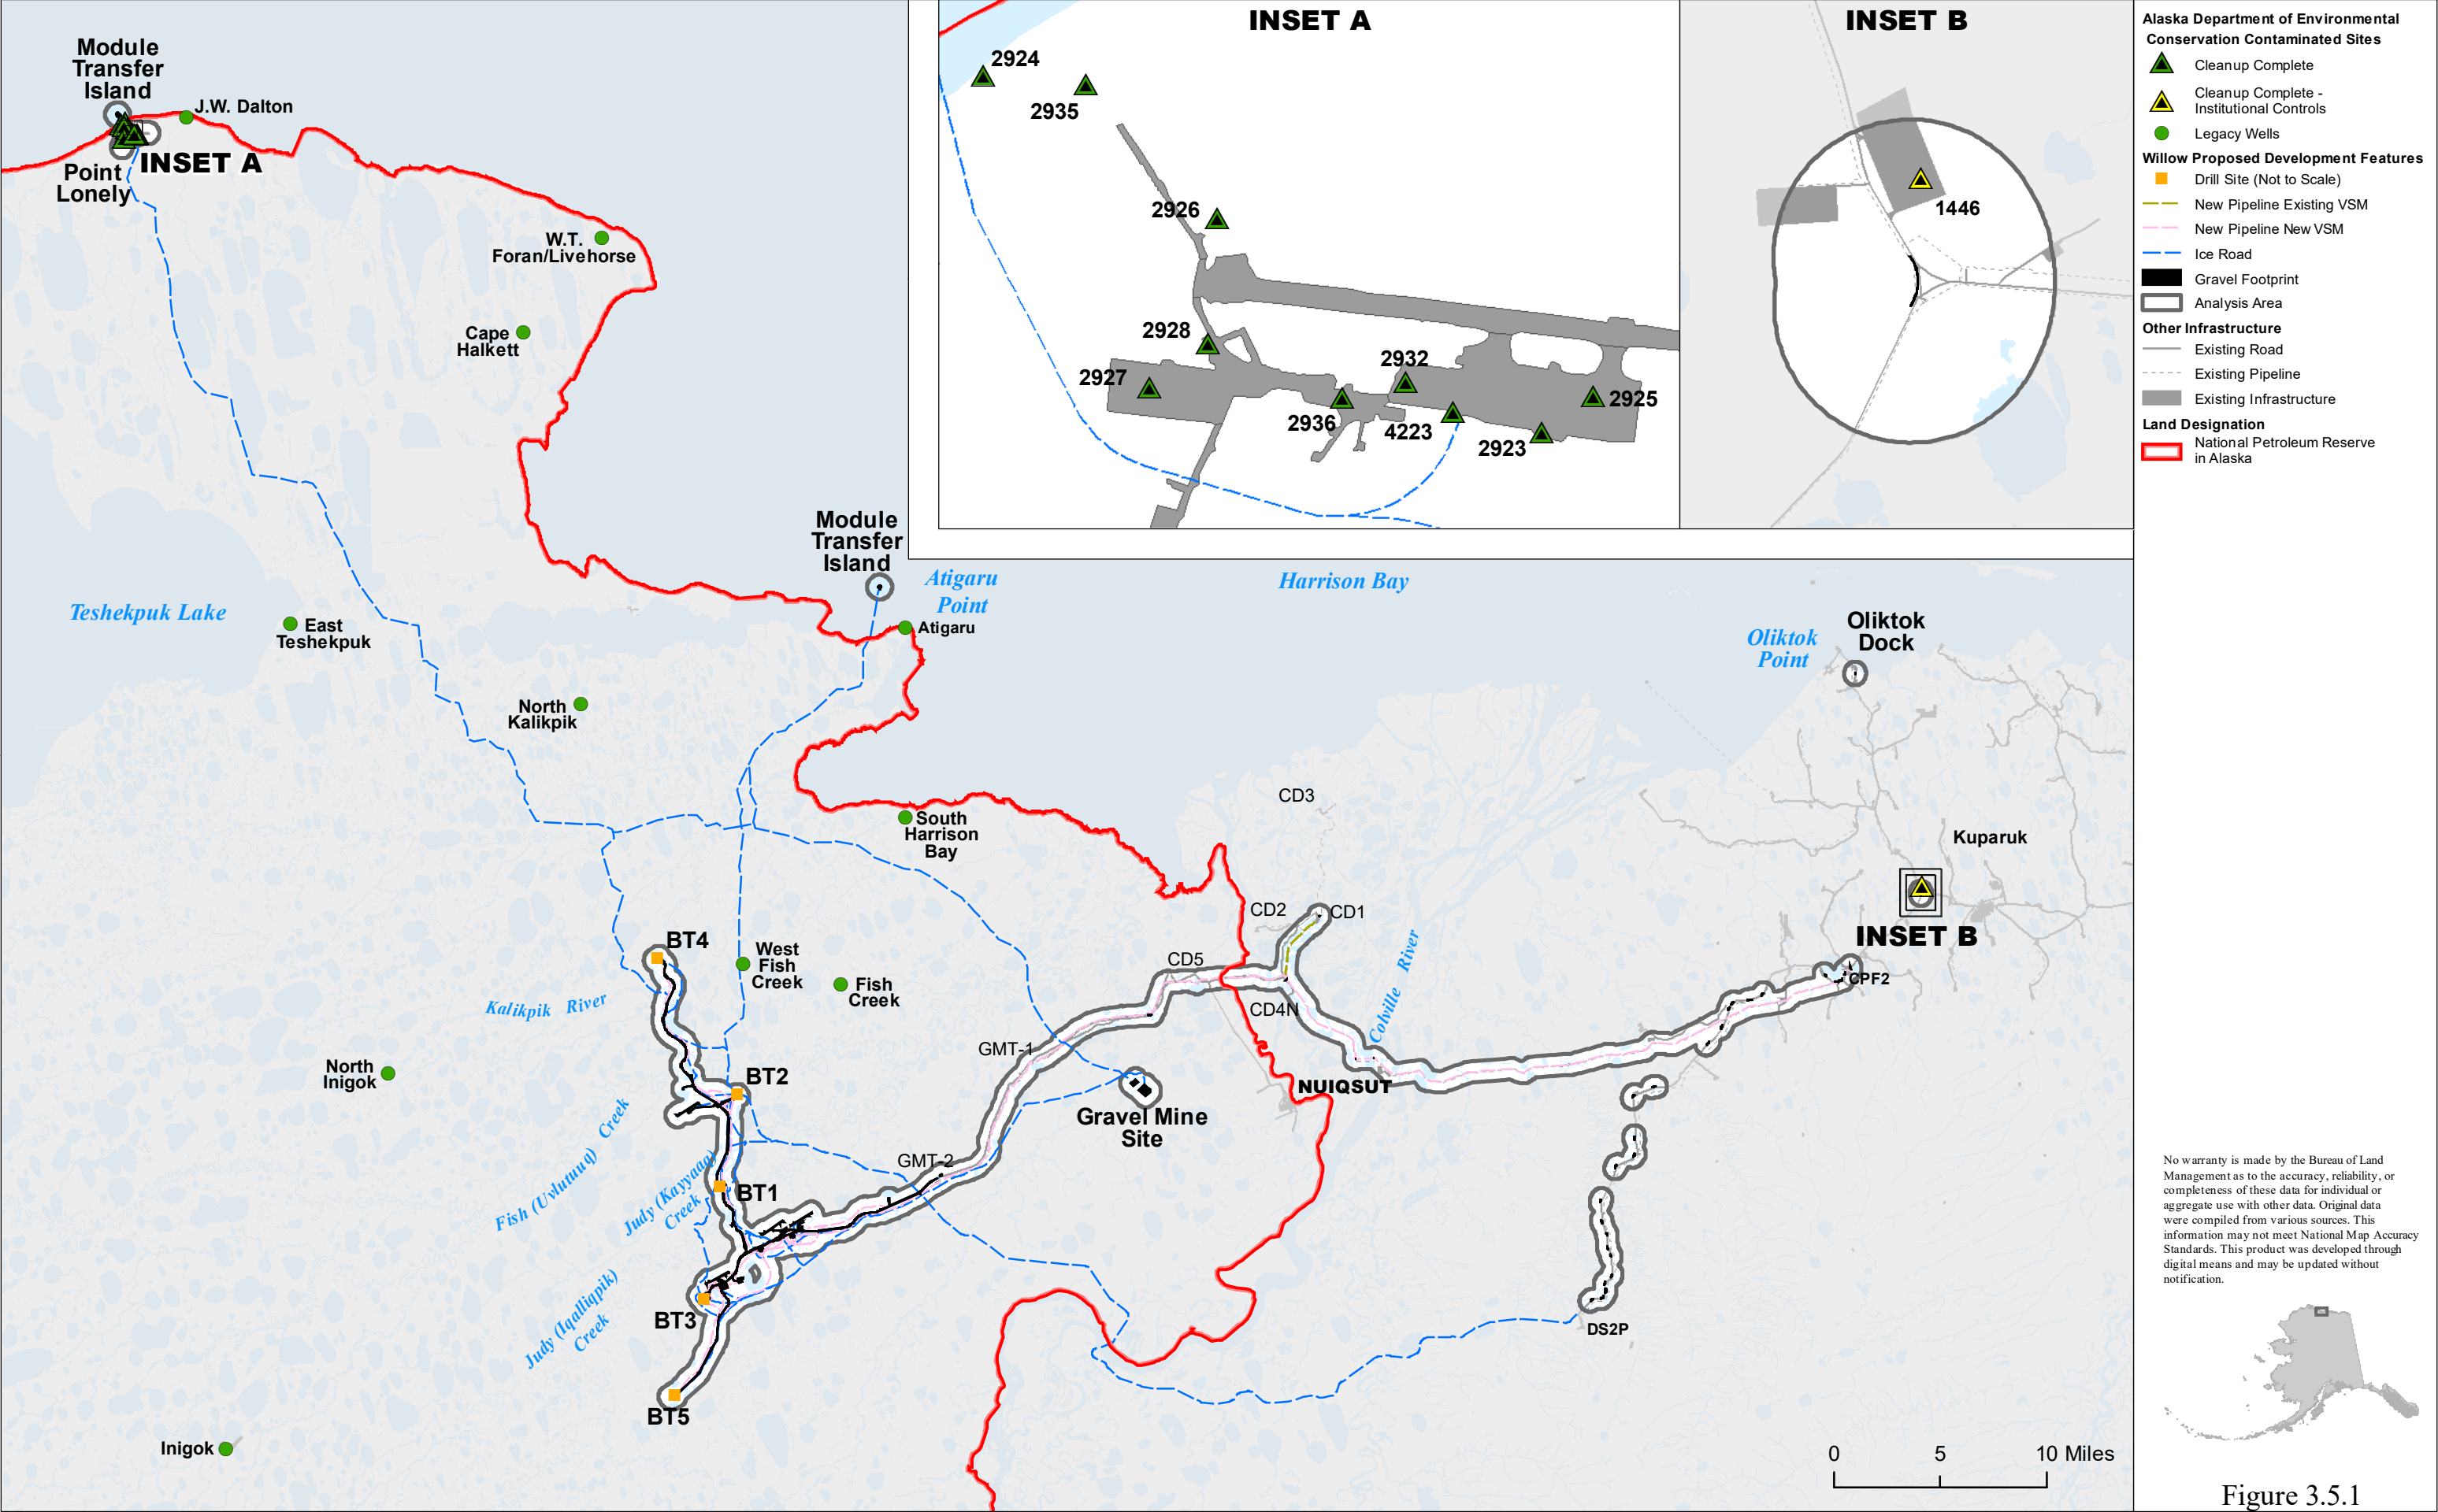 Module
Transfer
Island
J.W. Dalton
INSET A
Point
Lonely
W.T.
Foran/Livehorse
Cape
Halkett
Module
Transfer
Island
Atigaru
Point
Atigaru
Harrison Bay
Teshekpuk Lake
East
Teshekpuk
North
Kalikpik
South
Harrison
Bay
Oliktok
Point
Oliktok
Dock
Kuparuk
INSET B
CPF2
CD3
CD2
CD1
CD5
CD4N
Colville River
NUIQSUT
GMT-1
GMT-2
Gravel Mine
Site
BT4
West
Fish
Creek
Fish
Creek
Kalikpik River
North
Inigok
BT2
Fish (Uvlutuuq) Creek
Judy (Kayyaaq)
Creek
BT1
Judy (Iqalliqpik)
Creek
BT3
BT5
Inigok
DS2P
0 5 10 Miles
INSET A
2924
2935
2926
2928
2927
2932
2936
4223
2923
2925
INSET B
1446
Alaska Department of Environmental
Conservation Contaminated Sites
Cleanup Complete
Cleanup Complete -
Institutional Controls
Legacy Wells
Willow Proposed Development Features
Drill Site (Not to Scale)
New Pipeline Existing VSM
New Pipeline New VSM
Ice Road
Gravel Footprint
Analysis Area
Other Infrastructure
Existing Road
Existing Pipeline
Existing Infrastructure
Land Designation
National Petroleum Reserve
in Alaska
No warranty is made by the Bureau of Land
Management as to the accuracy, reliability, or
completeness of these data for individual or
aggregate use with other data. Original data
were compiled from various sources. This
information may not meet National Map Accuracy
Standards. This product was developed through
digital means and may be updated without
notification.
Figure 3.5.1